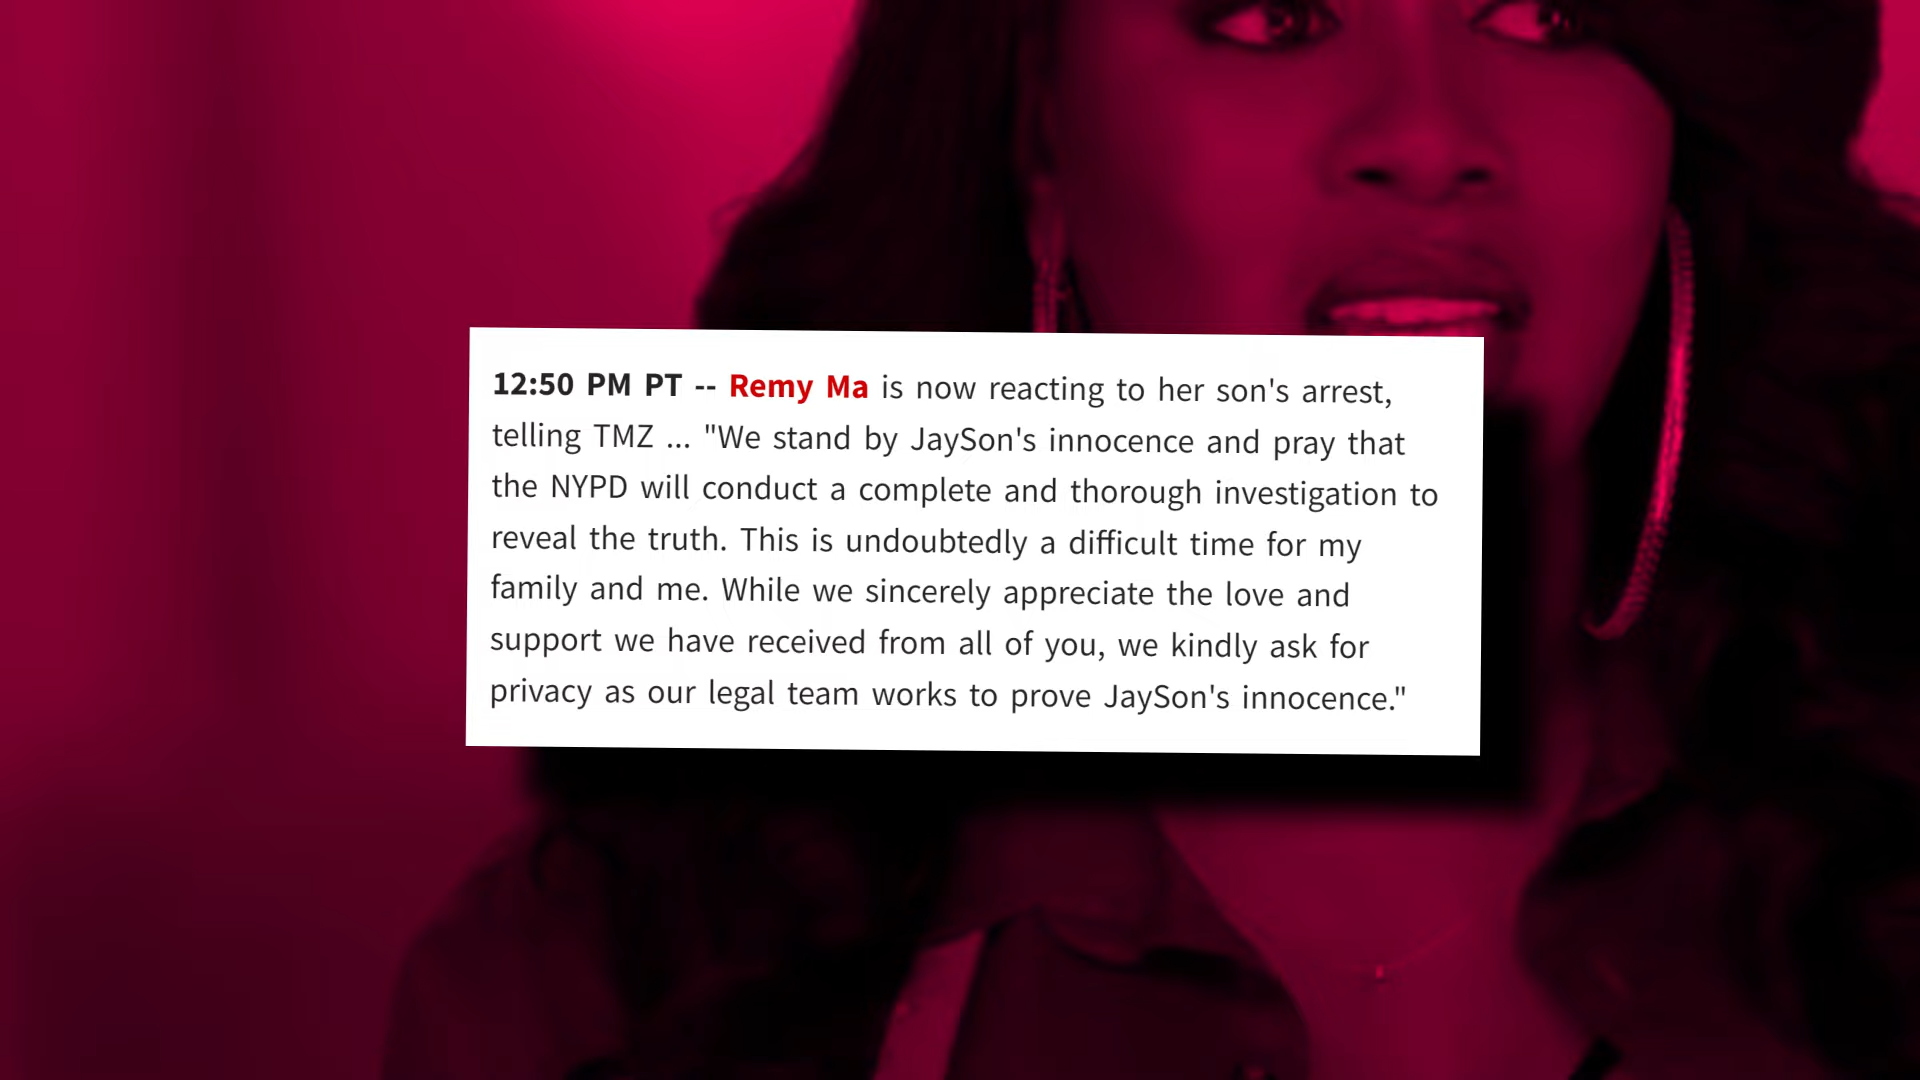 12:50 PM PT -- Remy Ma is now reacting to her son's arrest,
telling TMZ ... "We stand by JaySon's innocence and pray that
the NYPD will conduct a complete and thorough investigation to
reveal the truth. This is undoubtedly a difficult time for my
family and me. While we sincerely appreciate the love and
support we have received from all of you, we kindly ask for
privacy as our legal team works to prove JaySon's innocence."